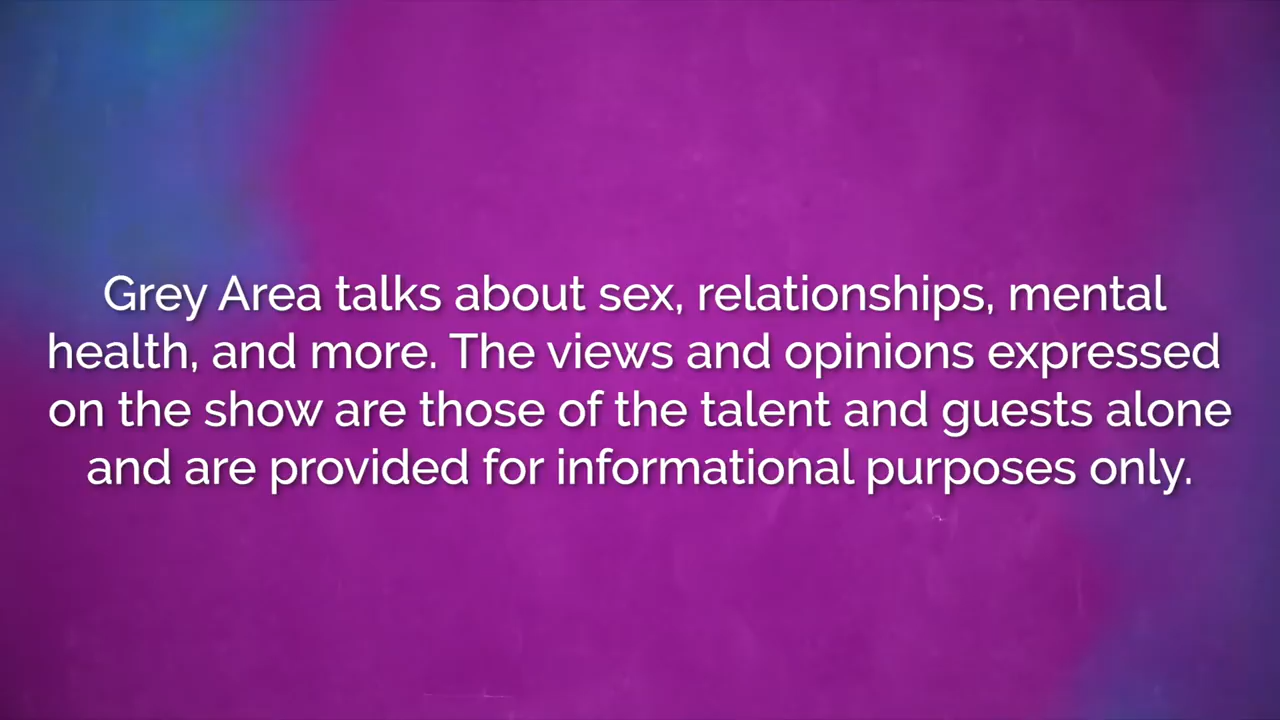 Grey Area talks about sex, relationships, mental
health, and more. The views and opinions expressed
on the show are those of the talent and guests alone
and are provided for informational purposes only.